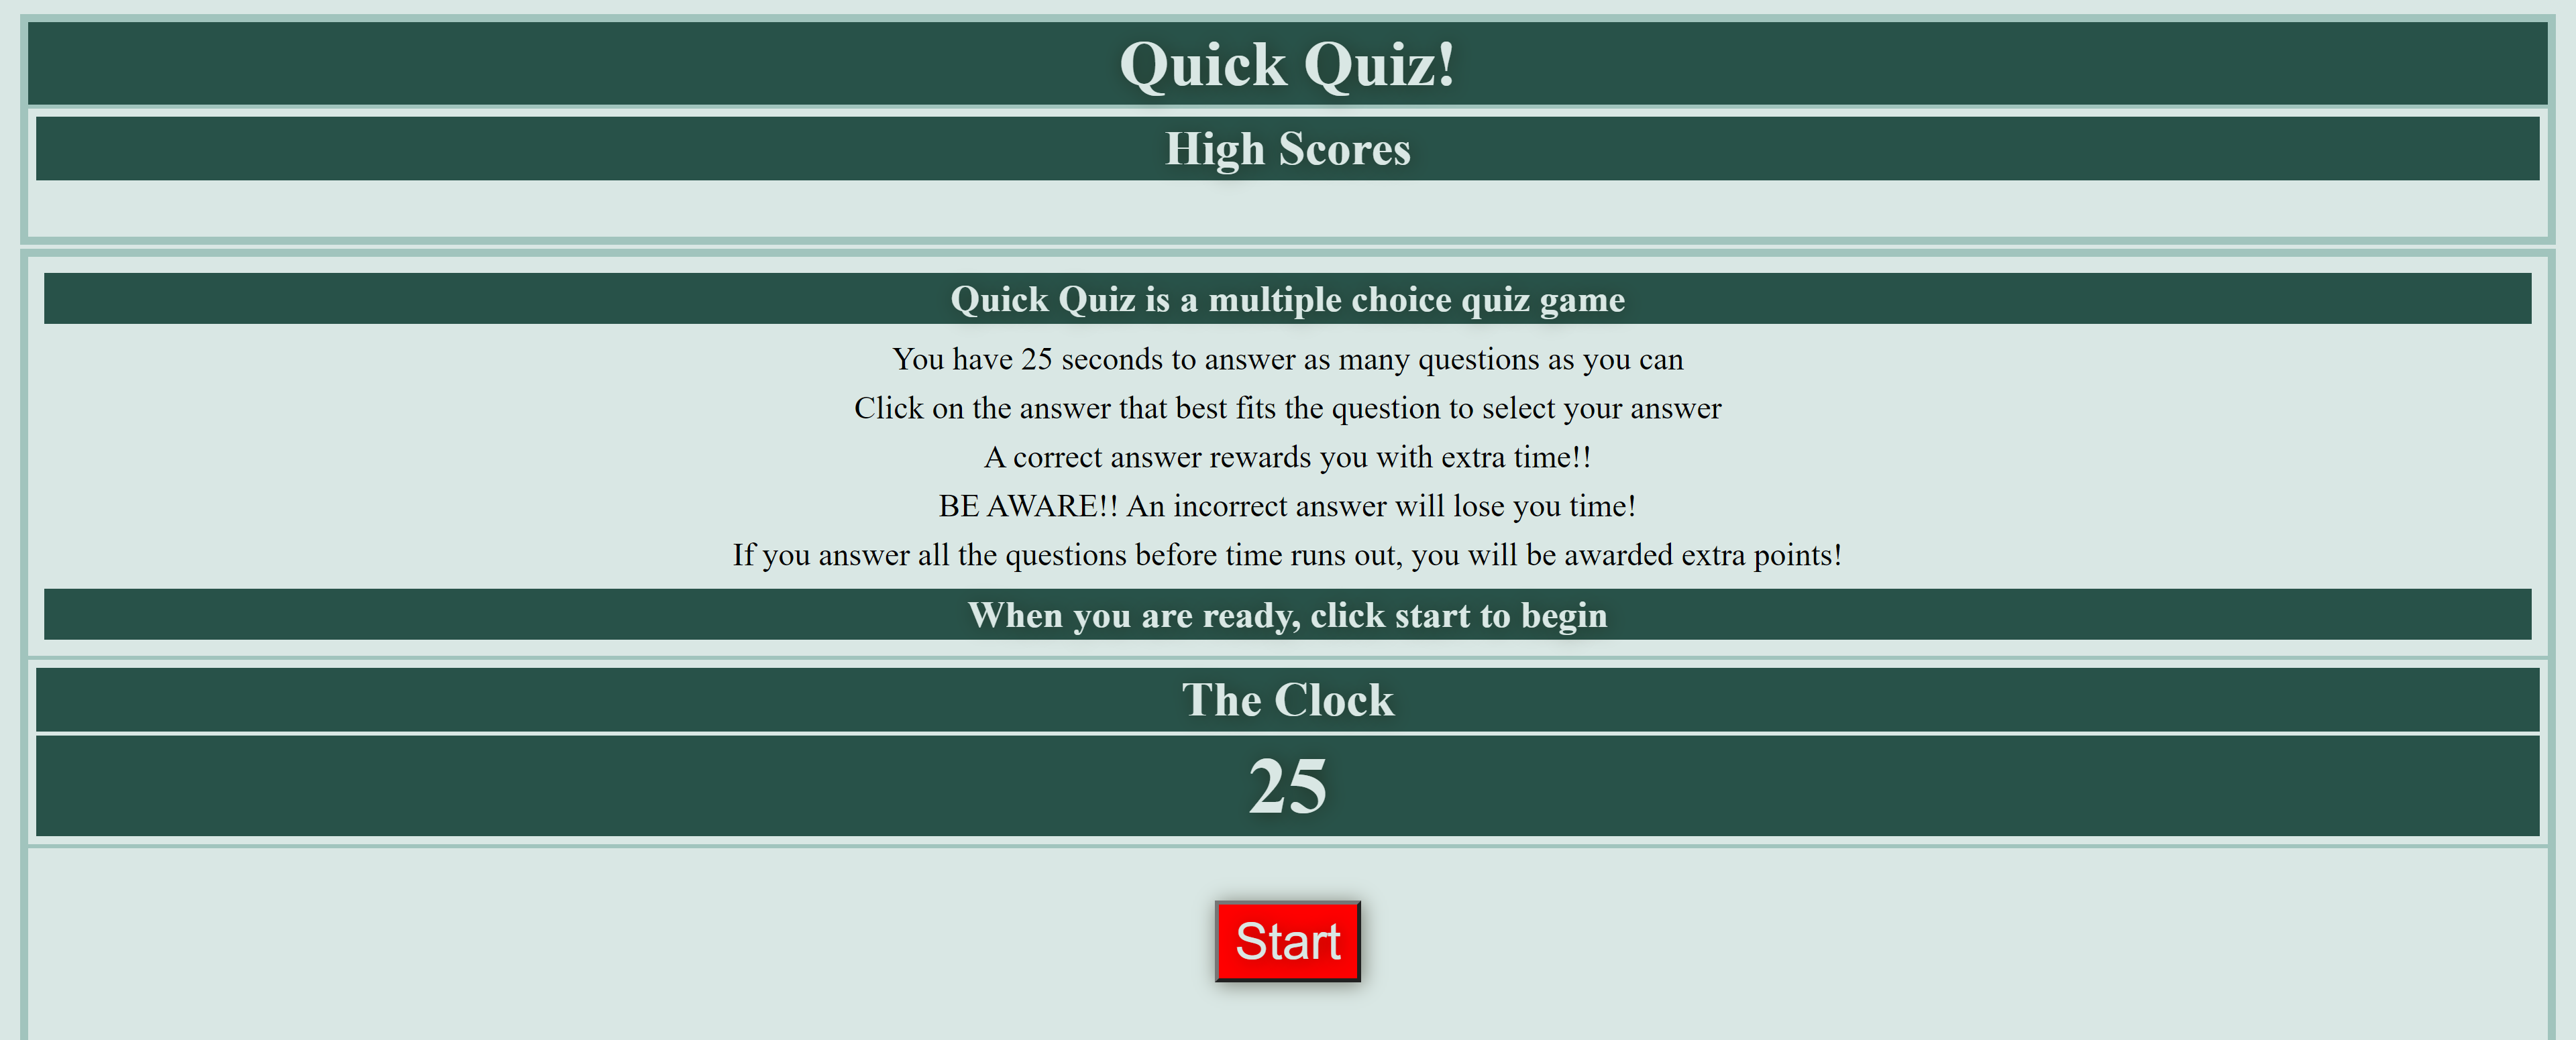 Quick Quiz!
High Scores
Quick Quiz is a multiple choice quiz game
You have 25 seconds to answer as many questions as you can
Click on the answer that best fits the question to select your answer
A correct answer rewards you with extra time!!
BE AWARE!! An incorrect answer will lose you time!
If you answer all the questions before time runs out, you will be awarded extra points!
When you are ready, click start to begin
The Clock
25
Start